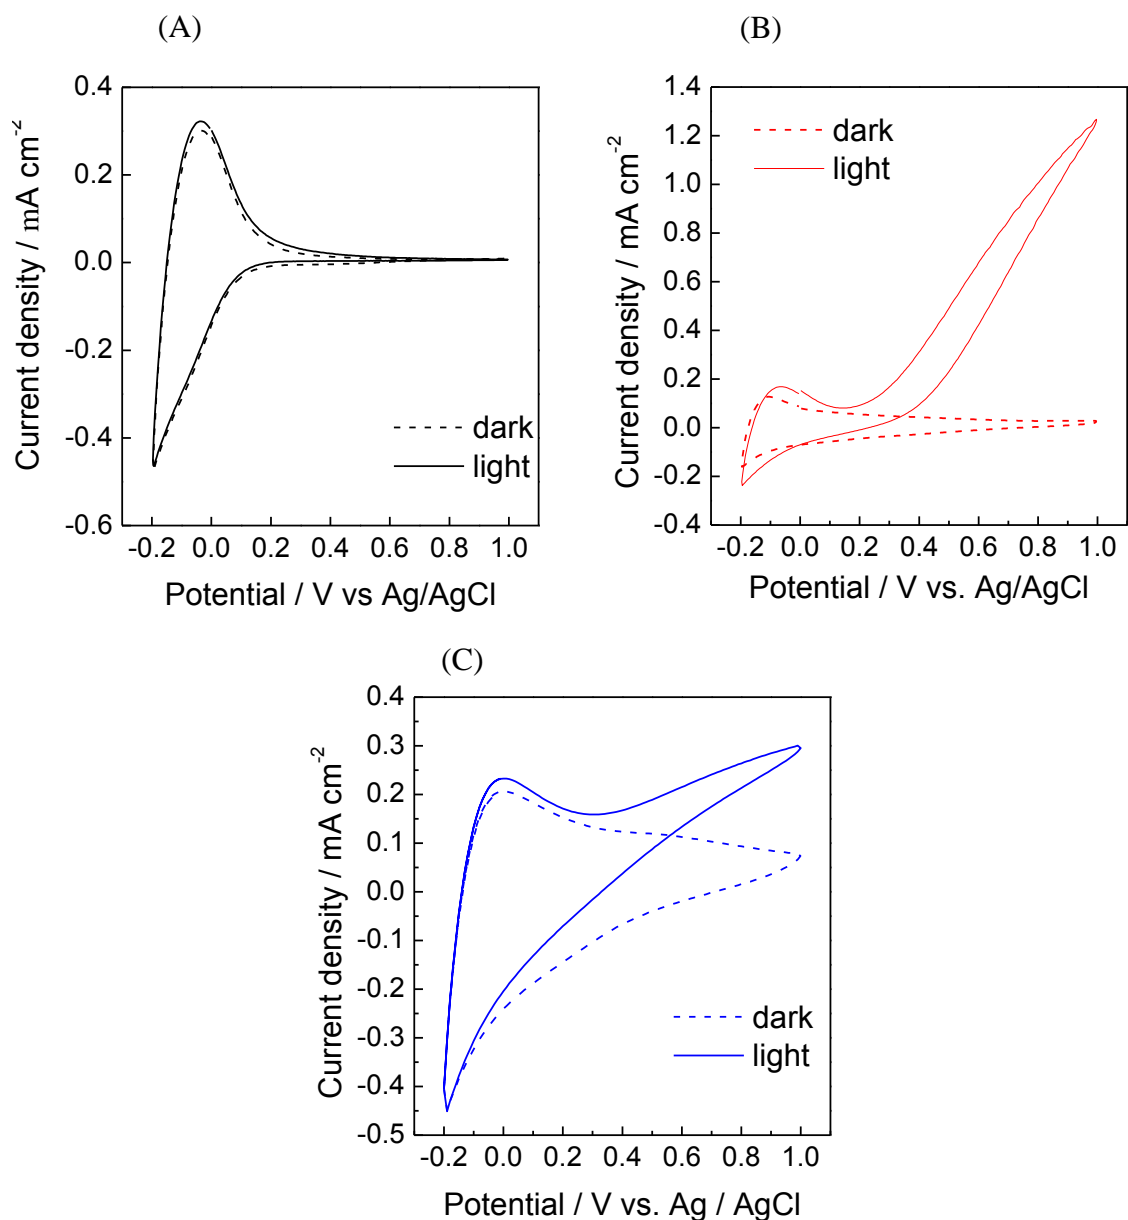 (A)
Current density / mA cm-2
0.4
0.2
0.0
-0.2
-0.4
-0.6
dark
light
-0.2 0.0 0.2 0.4 0.6 0.8 1.0
Potential / V vs Ag/AgCl
(B)
Current density / mA cm-2
1.4
1.2
1.0
0.8
0.6
0.4
0.2
0.0
-0.2
-0.4
dark
light
-0.2 0.0 0.2 0.4 0.6 0.8 1.0
Potential / V vs. Ag/AgCl
(C)
Current density / mA cm-2
0.4
0.3
0.2
0.1
0.0
-0.1
-0.2
-0.3
-0.4
-0.5
dark
light
-0.2 0.0 0.2 0.4 0.6 0.8 1.0
Potential / V vs. Ag / AgCl